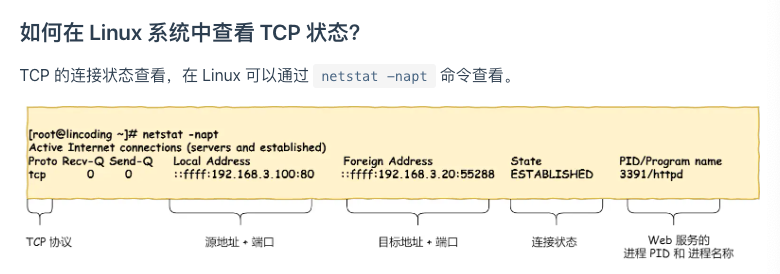 如何在 Linux 系统中查看 TCP 状态？
TCP 的连接状态查看，在 Linux 可以通过 netstat -napt 命令查看。
[root@lincoding ~]# netstat -napt
Active Internet connections (servers and established)
Proto Recv-Q Send-Q Local Address Foreign Address State PID/Program name
tcp 0 0 ::ffff:192.168.3.100:80 ::ffff:192.168.3.20:55288 ESTABLISHED 3391/httpd
TCP 协议 源地址 + 端口 目标地址 + 端口 连接状态 Web 服务的
进程 PID 和 进程名称